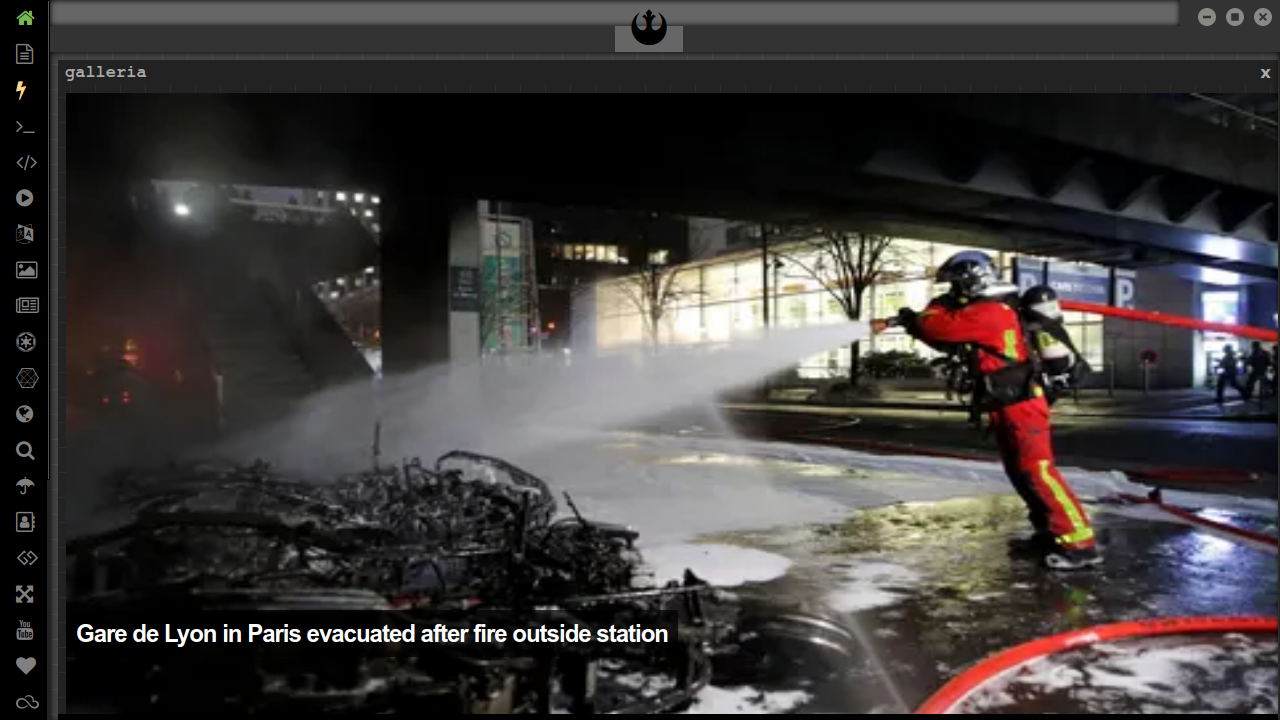 galleria
x
P
Gare de Lyon in Paris evacuated after fire outside station
You
Tube